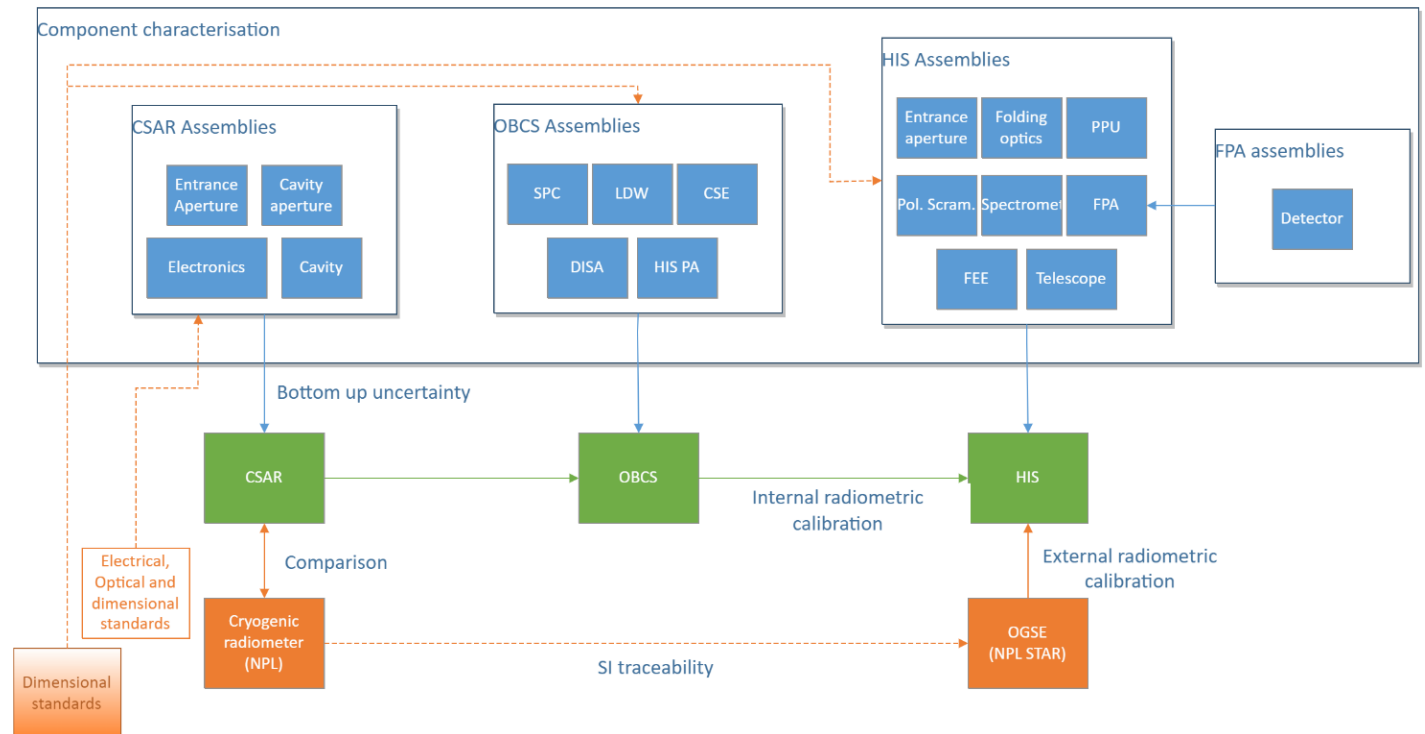 Component characterisation
CSAR Assemblies
Entrance
Aperture
Cavity
aperture
Electronics
Cavity
OBCS Assemblies
SPC
LDW
CSE
DISA
HIS PA
HIS Assemblies
Entrance
aperture
Folding
optics
PPU
Pol. Scram.
Spectromet
FPA
FEE
Telescope
FPA assemblies
Detector
Bottom up uncertainty
CSAR
OBCS
HIS
Internal radiometric
calibration
Comparison
External radiometric
calibration
Electrical,
Optical and
dimensional
standards
Cryogenic
radiometer
(NPL)
SI traceability
OGSE
(NPL STAR)
Dimensional
standards